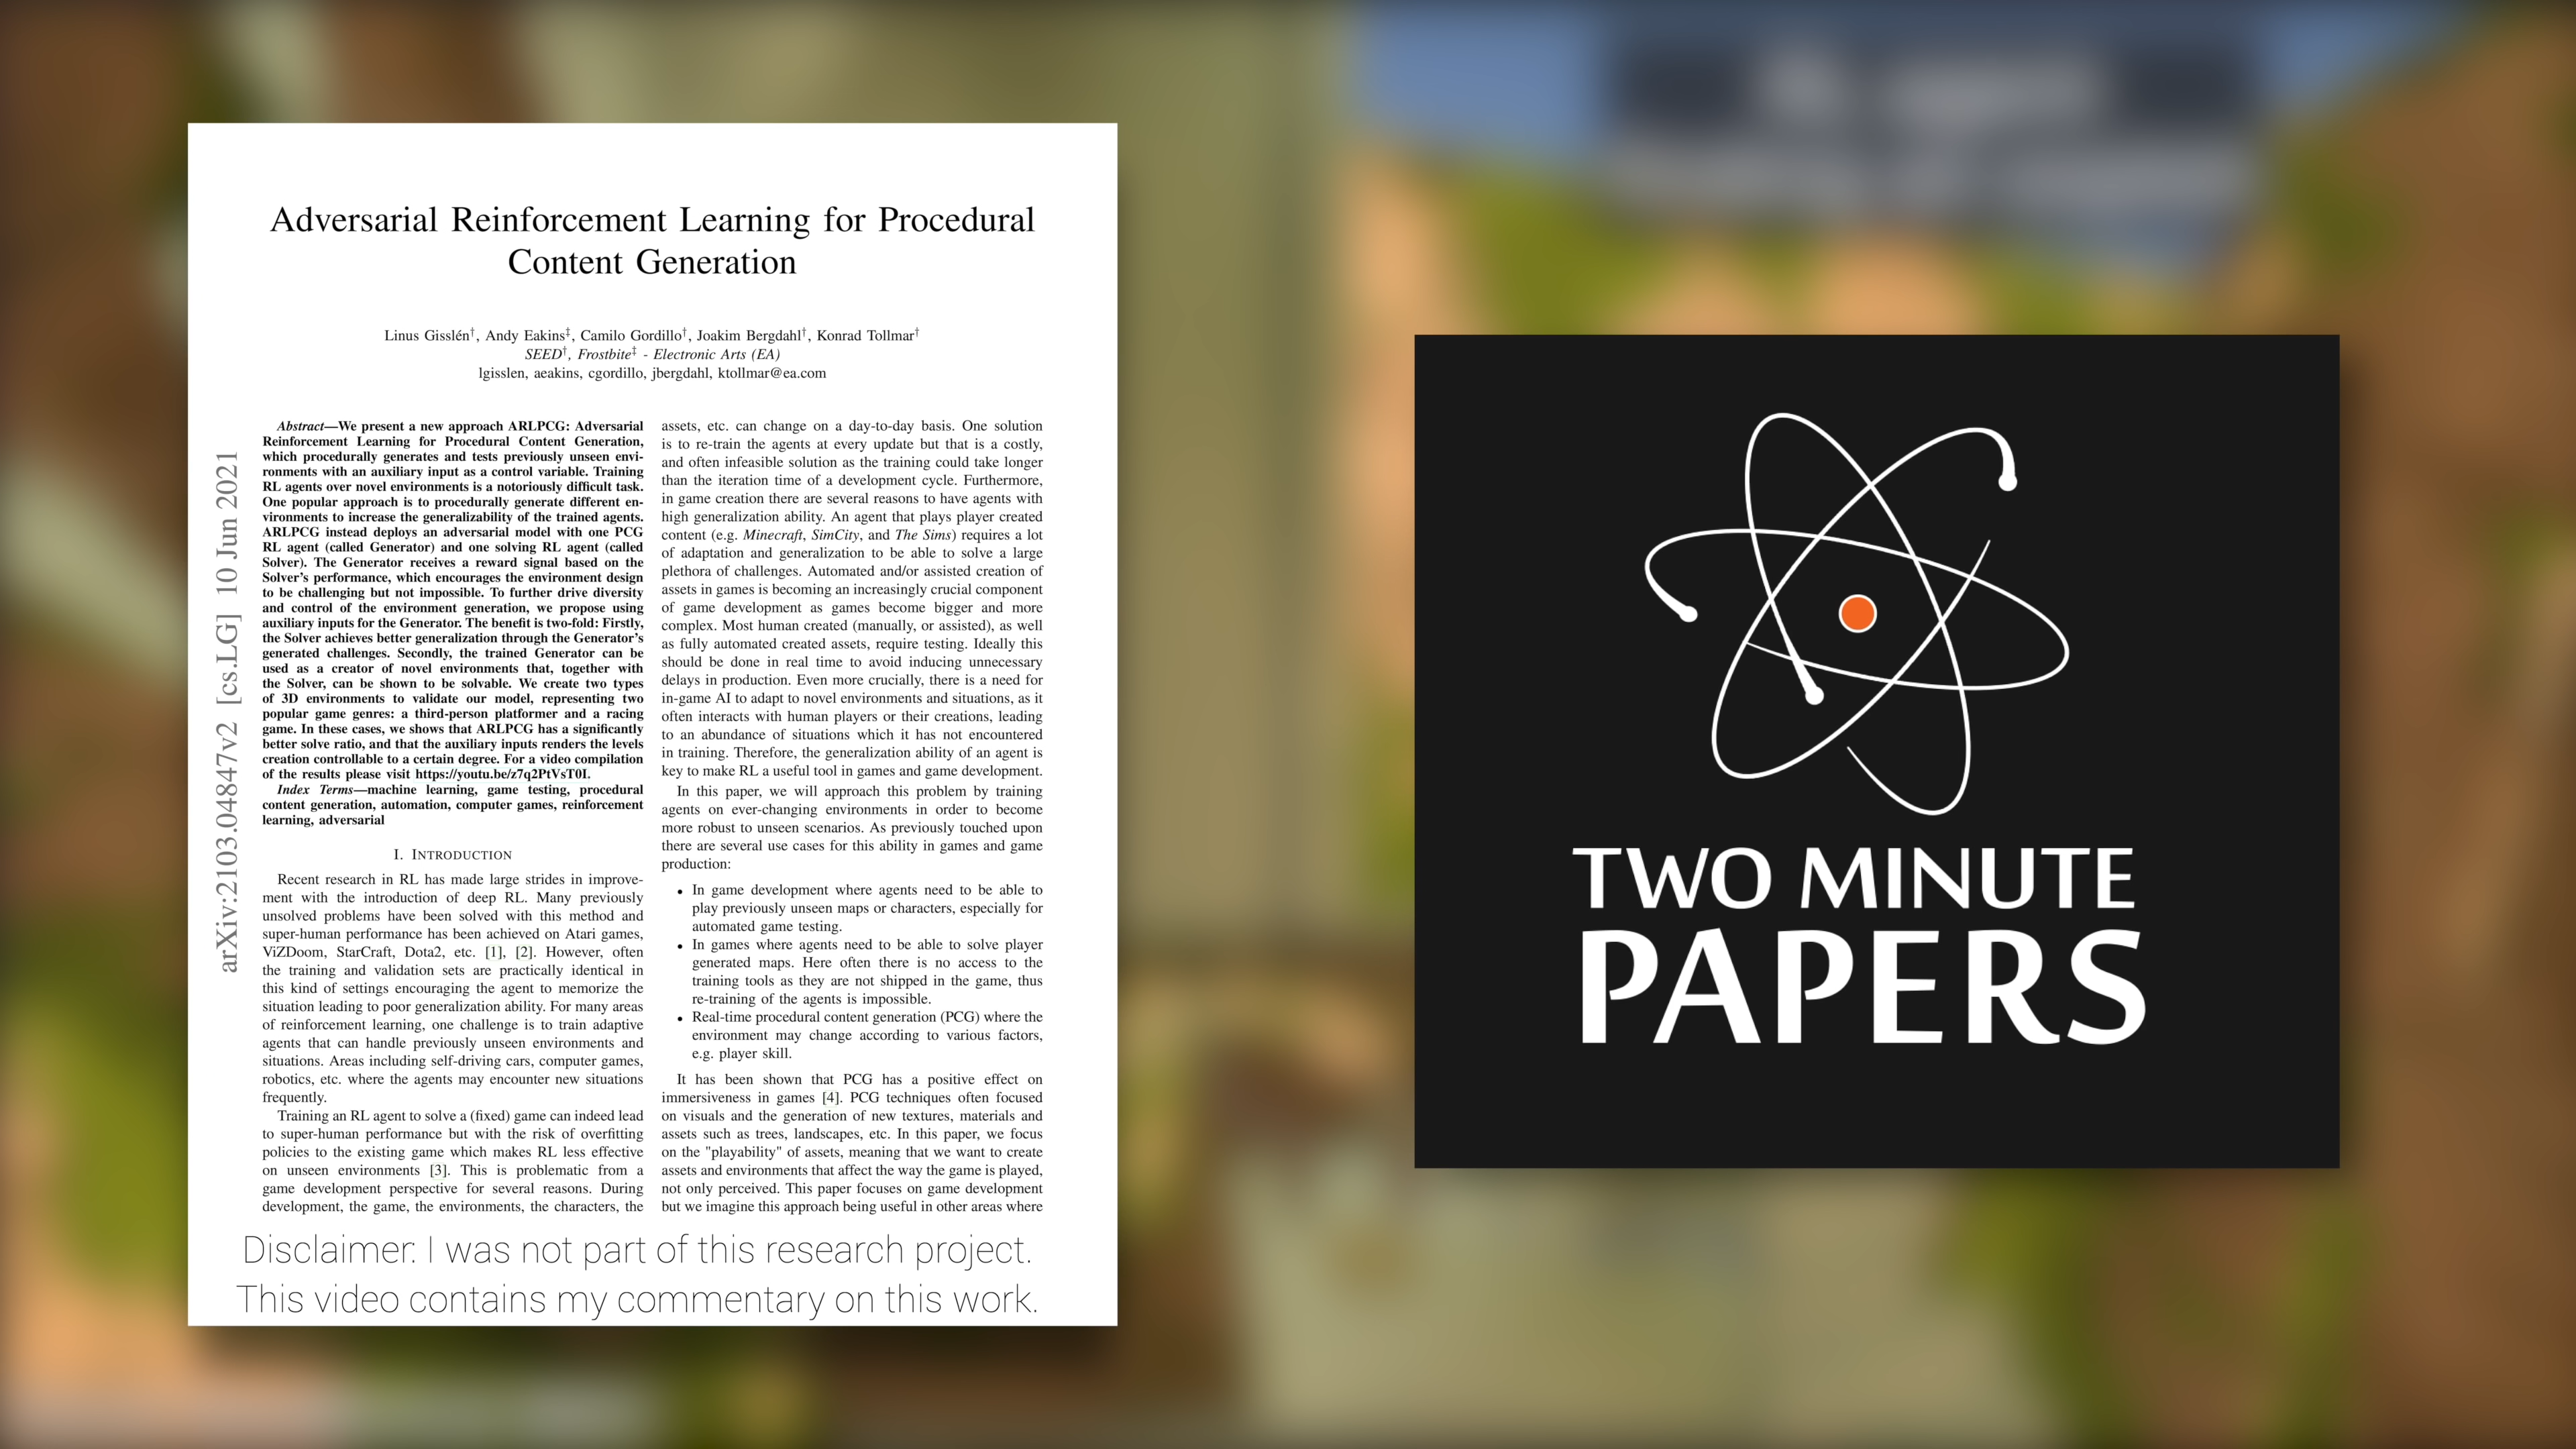 Adversarial Reinforcement Learning for Procedural
Content Generation
Linus Gisslén†, Andy Eakins‡, Camilo Gordillo†, Joakim Bergdahl†, Konrad Tollmar†
SEED†, Frostbite‡ - Electronic Arts (EA)
lgisslen, aeakins, cgordillo, jbergdahl, ktollmar@ea.com
arXiv:2103.04847v2 [cs.LG] 10 Jun 2021
Abstract—We present a new approach ARLPCG: Adversarial
Reinforcement Learning for Procedural Content Generation,
which procedurally generates and tests previously unseen envi-
ronments with an auxiliary input as a control variable. Training
RL agents over novel environments is a notoriously difficult task.
One popular approach is to procedurally generate different en-
vironments to increase the generalizability of the trained agents.
ARLPCG instead deploys an adversarial model with one PCG
RL agent (called Generator) and one solving RL agent (called
Solver). The Generator receives a reward signal based on the
Solver's performance, which encourages the environment design
to be challenging but not impossible. To further drive diversity
and control of the environment generation, we propose using
auxiliary inputs for the Generator. The benefit is two-fold: Firstly,
the Solver achieves better generalization through the Generator's
generated challenges. Secondly, the trained Generator can be
used as a creator of novel environments that, together with
the Solver, can be shown to be solvable. We create two types
of 3D environments to validate our model, representing two
popular game genres: a third-person platformer and a racing
game. In these cases, we shows that ARLPCG has a significantly
better solve ratio, and that the auxiliary inputs renders the levels
creation controllable to a certain degree. For a video compilation
of the results please visit https://youtu.be/z7q2PtVsT0I.
Index Terms—machine learning, game testing, procedural
content generation, automation, computer games, reinforcement
learning, adversarial
I. INTRODUCTION
Recent research in RL has made large strides in improve-
ment with the introduction of deep RL. Many previously
unsolved problems have been solved with this method and
super-human performance has been achieved on Atari games,
ViZDoom, StarCraft, Dota2, etc. [1], [2]. However, often
the training and validation sets are practically identical in
this kind of settings encouraging the agent to memorize the
situation leading to poor generalization ability. For many areas
of reinforcement learning, one challenge is to train adaptive
agents that can handle previously unseen environments and
situations. Areas including self-driving cars, computer games,
robotics, etc. where the agents may encounter new situations
frequently.
Training an RL agent to solve a (fixed) game can indeed lead
to super-human performance but with the risk of overfitting
policies to the existing game which makes RL less effective
on unseen environments [3]. This is problematic from a
game development perspective for several reasons. During
development, the game, the environments, the characters, the
assets, etc. can change on a day-to-day basis. One solution
is to re-train the agents at every update but that is a costly,
and often infeasible solution as the training could take longer
than the iteration time of a development cycle. Furthermore,
in game creation there are several reasons to have agents with
high generalization ability. An agent that plays player created
content (e.g. Minecraft, SimCity, and The Sims) requires a lot
of adaptation and generalization to be able to solve a large
plethora of challenges. Automated and/or assisted creation of
assets in games is becoming an increasingly crucial component
of game development as games become bigger and more
complex. Most human created (manually, or assisted), as well
as fully automated created assets, require testing. Ideally this
should be done in real time to avoid inducing unnecessary
delays in production. Even more crucially, there is a need for
in-game AI to adapt to novel environments and situations, as it
often interacts with human players or their creations, leading
to an abundance of situations which it has not encountered
in training. Therefore, the generalization ability of an agent is
key to make RL a useful tool in games and game development.
In this paper, we will approach this problem by training
agents on ever-changing environments in order to become
more robust to unseen scenarios. As previously touched upon
there are several use cases for this ability in games and game
production:
• In game development where agents need to be able to
play previously unseen maps or characters, especially for
automated game testing.
• In games where agents need to be able to solve player
generated maps. Here often there is no access to the
training tools as they are not shipped in the game, thus
re-training of the agents is impossible.
• Real-time procedural content generation (PCG) where the
environment may change according to various factors,
e.g. player skill.
It has been shown that PCG has a positive effect on
immersiveness in games [4]. PCG techniques often focused
on visuals and the generation of new textures, materials and
assets such as trees, landscapes, etc. In this paper, we focus
on the "playability" of assets, meaning that we want to create
assets and environments that affect the way the game is played,
not only perceived. This paper focuses on game development
but we imagine this approach being useful in other areas where
Disclaimer: I was not part of this research project.
This video contains my commentary on this work.
TWO MINUTE
PAPERS